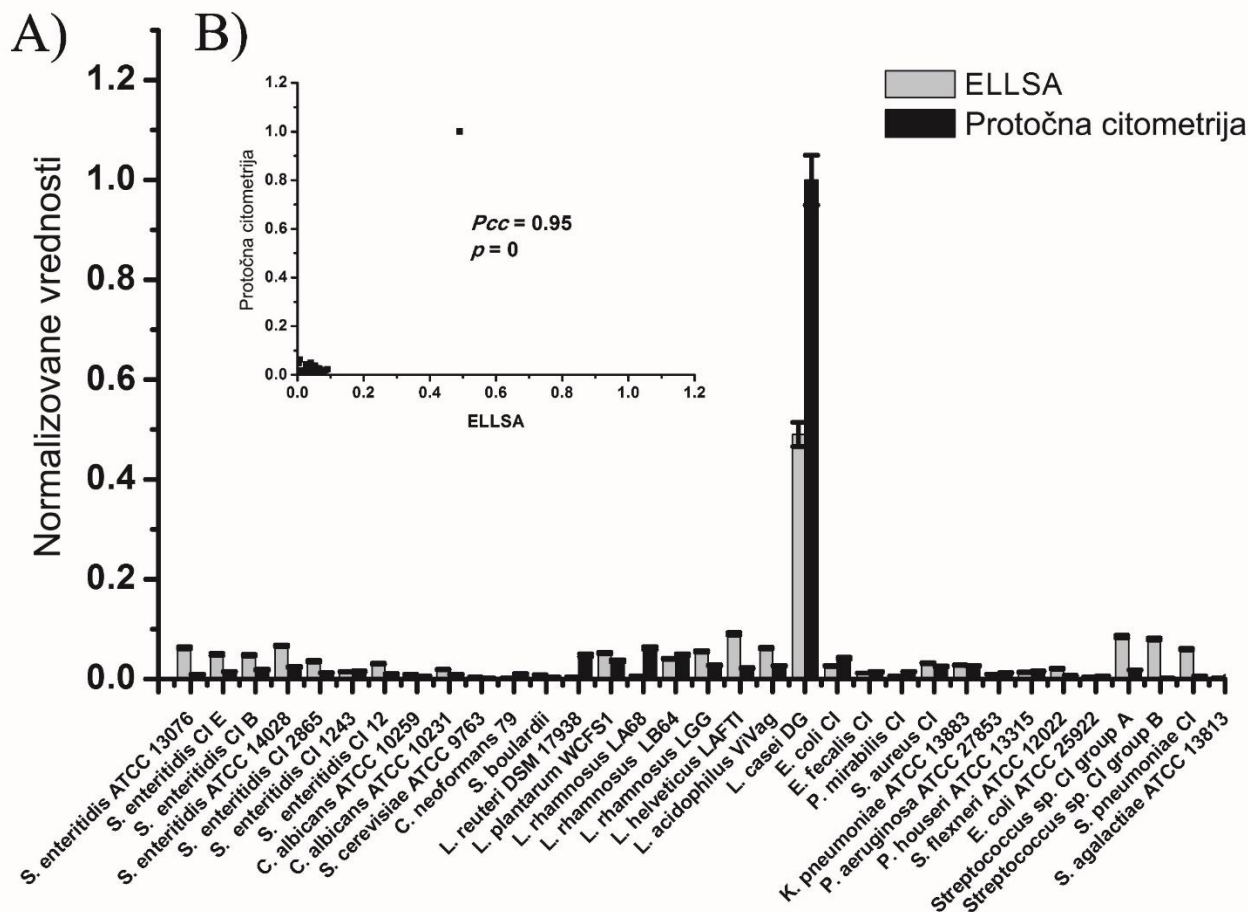 A)
B)
ELLSA
Protočna citometrija
Normalizovane vrednosti
1.2
1.0
0.8
0.6
0.4
0.2
0.0
Protočna citometrija
1.2
1.0
0.8
0.6
0.4
0.2
0.0
Pcc = 0.95
p = 0
0.0 0.2 0.4 0.6 0.8 1.0 1.2
ELLSA
S. enteritidis ATCC 13076
S. enteritidis CI E
S. enteritidis CI B
S. enteritidis ATCC 14028
S. enteritidis CI 2865
S. enteritidis CI 1243
S. enteritidis CI 12
C. albicans ATCC 10259
C. albicans ATCC 10231
S. cerevisiae ATCC 9763
C. neoformans 79
S. boulardii
L. reuteri DSM 17938
L. plantarum WCFS1
L. rhamnosus LA68
L. rhamnosus LB64
L. rhamnosus LGG
L. helveticus LAFTI
L. acidophilus ViVag
L. casei DG
E. coli CI
E. fecalis CI
P. mirabilis CI
S. aureus CI
K. pneumoniae ATCC 13883
P. aeruginosa ATCC 27853
P. houseri ATCC 13315
S. flexneri ATCC 12022
E. coli ATCC 25922
Streptococcus sp. CI group A
Streptococcus sp. CI group B
S. pneumoniae CI
S. agalactiae ATCC 13813